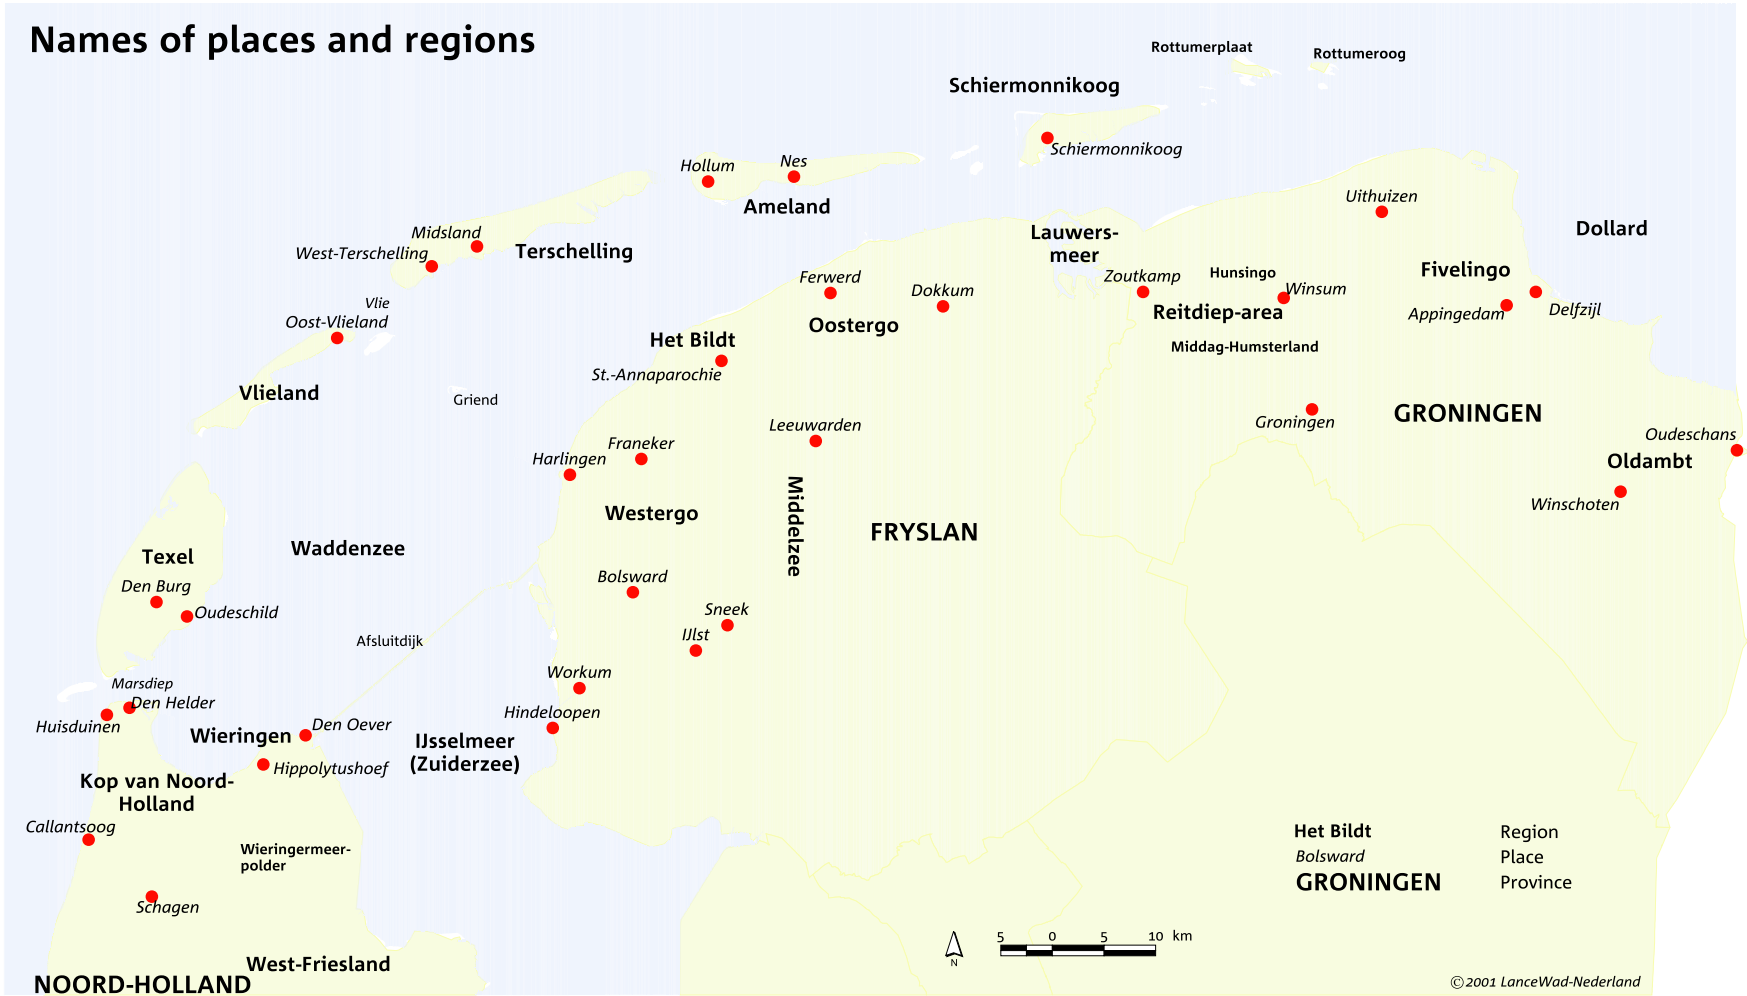 Names of places and regions
Rottumerplaat
Rottumeroog
Schiermonnikoog
Schiermonnikoog
Hollum
Nes
Ameland
Uithuizen
Dollard
Midsland
West-Terschelling
Terschelling
Lauwers-
meer
Zoutkamp
Hunsingo
Winsum
Reitdiep-area
Middag-Humsterland
Fivelingo
Appingedam
Delfzijl
Ferwerd
Dokkum
Oostergo
Vlie
Oost-Vlieland
Vlieland
Het Bildt
St.-Annaparochie
Griend
Leeuwarden
Franeker
Harlingen
Groningen
GRONINGEN
Oudeschans
Oldambt
Winschoten
Westergo
Middelzee
FRYSLAN
Waddenzee
Texel
Den Burg
Oudeschild
Bolsward
Sneek
IJlst
Afsluitdijk
Workum
Hindeloopen
Marsdiep
Den Helder
Huisduinen
Wieringen
Den Oever
Hippolytushoef
IJsselmeer
(Zuiderzee)
Kop van Noord-
Holland
Callantsoog
Wieringermeer-
polder
Schagen
West-Friesland
NOORD-HOLLAND
Het Bildt Region
Bolsward Place
GRONINGEN Province
5 0 5 10 km
N
©2001 LanceWad-Nederland